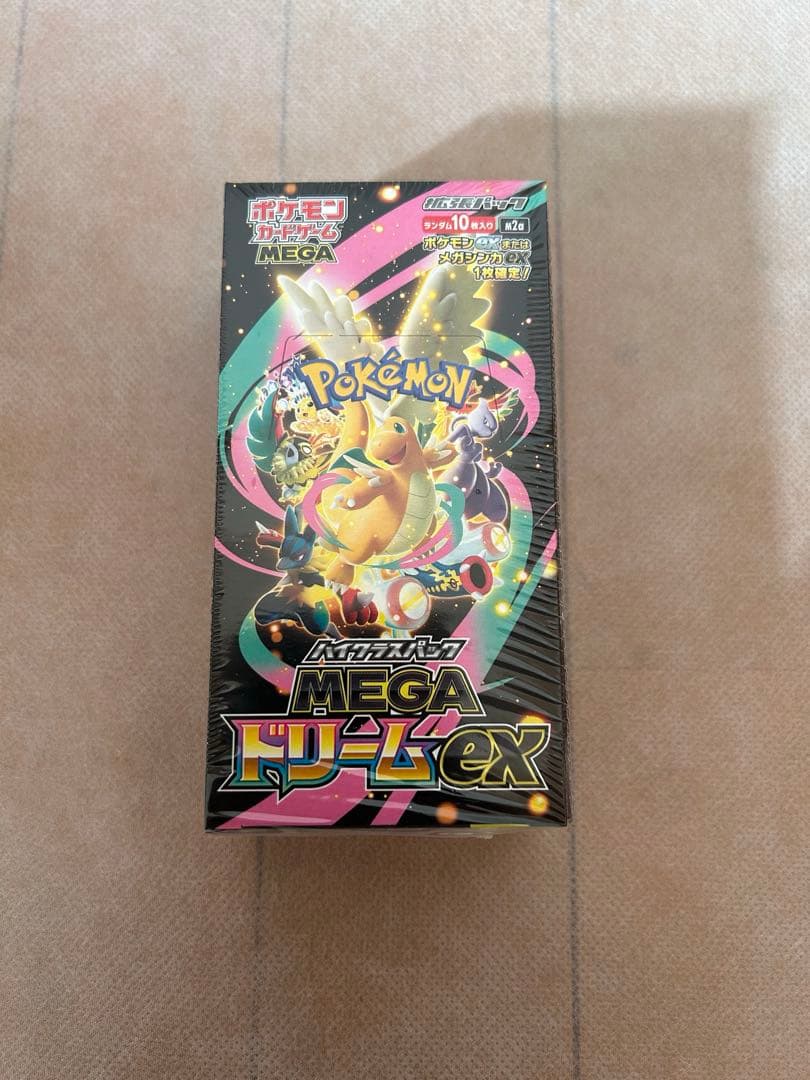 ポケモン
カードゲーム
MEGA
拡張パック
ランダム10枚入り M2a
ポケモンexまたは
メガシンカex
1枚確定!
POKéMON
ハイクラスパック
MEGA
ドリームex